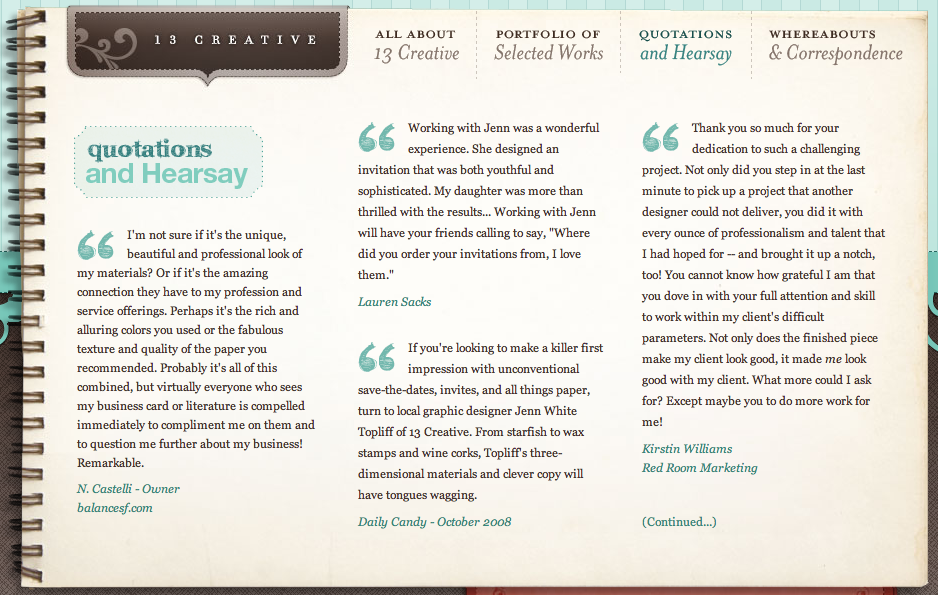 13 CREATIVE
ALL ABOUT
13 Creative
PORTFOLIO OF
Selected Works
QUOTATIONS
and Hearsay
WHEREABOUTS
& Correspondence
quotations
and Hearsay
“ I'm not sure if it's the unique,
beautiful and professional look of
my materials? Or if it's the amazing
connection they have to my profession and
service offerings. Perhaps it's the rich and
alluring colors you used or the fabulous
texture and quality of the paper you
recommended. Probably it's all of this
combined, but virtually everyone who sees
my business card or literature is compelled
immediately to compliment me on them and
to question me further about my business!
Remarkable.
N. Castelli - Owner
balancesf.com
“ Working with Jenn was a wonderful
experience. She designed an
invitation that was both youthful and
sophisticated. My daughter was more than
thrilled with the results... Working with Jenn
will have your friends calling to say, "Where
did you order your invitations from, I love
them."
Lauren Sacks
“ If you're looking to make a killer first
impression with unconventional
save-the-dates, invites, and all things paper,
turn to local graphic designer Jenn White
Topliff of 13 Creative. From starfish to wax
stamps and wine corks, Topliff's three-
dimensional materials and clever copy will
have tongues wagging.
Daily Candy - October 2008
“ Thank you so much for your
dedication to such a challenging
project. Not only did you step in at the last
minute to pick up a project that another
designer could not deliver, you did it with
every ounce of professionalism and talent that
I had hoped for -- and brought it up a notch,
too! You cannot know how grateful I am that
you dove in with your full attention and skill
to work within my client's difficult
parameters. Not only does the finished piece
make my client look good, it made me look
good with my client. What more could I ask
for? Except maybe you to do more work for
me!
Kirstin Williams
Red Room Marketing
(Continued...)